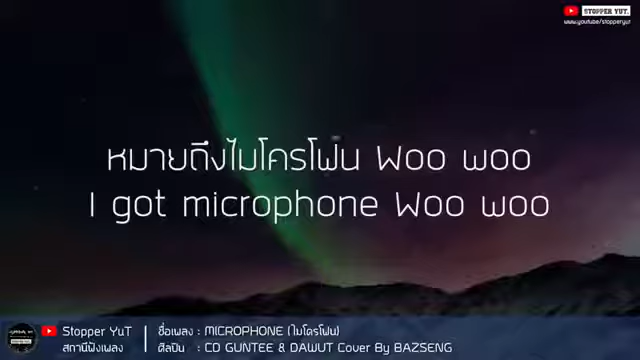 STOPPER YUT.
www.youtube/stopperyut
หมายถึงไมโครโฟน Woo woo
I got microphone Woo woo
Stopper YuT
สถานีฟังเพลง
ชื่อเพลง : MICROPHONE (ไมโครโฟน)
ศิลปิน : CD GUNTEE & DAWUT Cover By BAZSENG